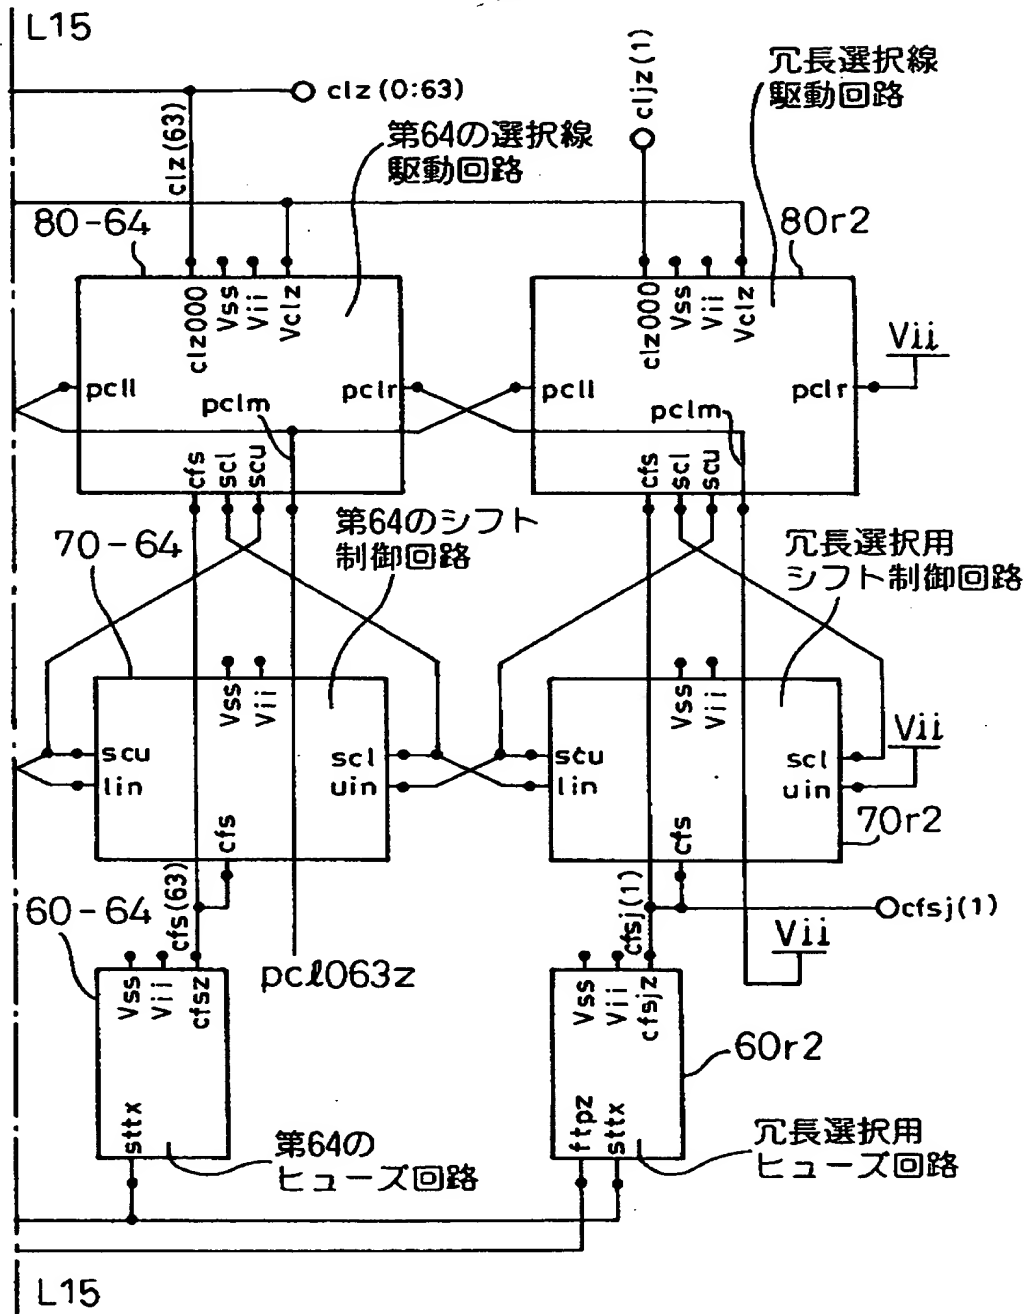 L15
clz(0:63)
cljz(1)
冗長選択線
駆動回路
clz(63)
第64の選択線
駆動回路
80-64
80r2
clz000
Vss
Vii
Vclz
clz000
Vss
Vii
Vclz
Vii
pcll
pclr
pcll
pclr
pclm
pclm
cfs
scl
scu
cfs
scl
scu
70-64
第64のシフト
制御回路
冗長選択用
シフト制御回路
Vss
Vii
Vss
Vii
Vii
scu
scl
scu
scl
lin
uin
lin
uin
cfs
cfs
70r2
60-64
cfs(63)
cfsj(1)
cfsj(1)
Vii
pcl063z
Vss
Vii
cfsz
Vss
Vii
cfsjz
60r2
sttx
ftpz
sttx
第64の
ヒューズ回路
冗長選択用
ヒューズ回路
L15